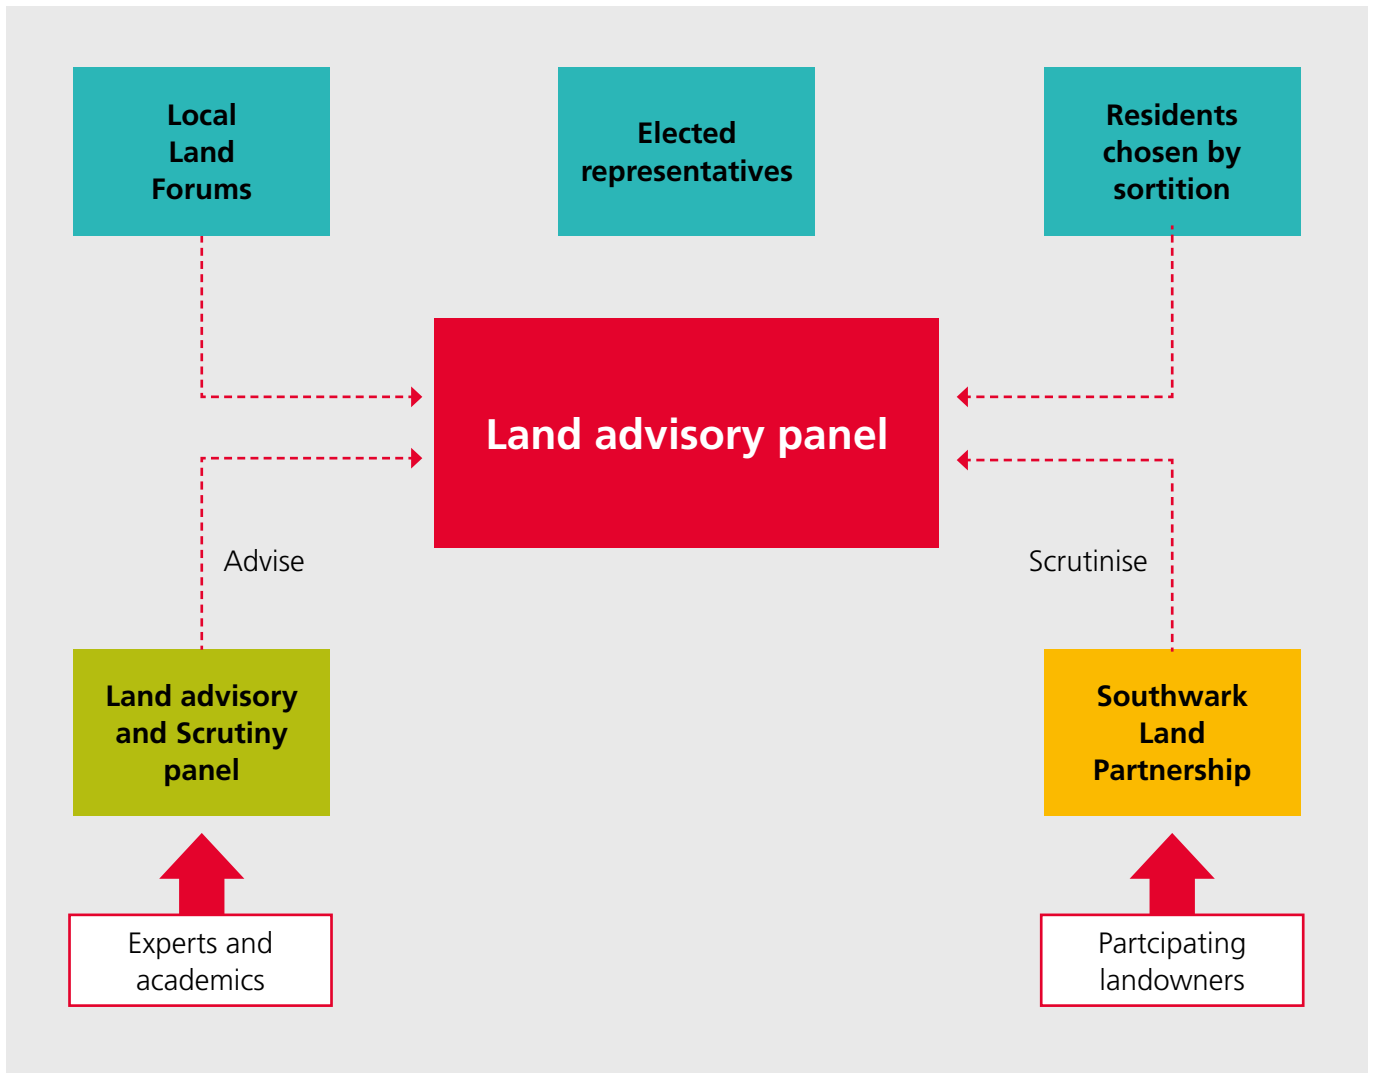 Local
Land
Forums
Elected
representatives
Residents
chosen by
sortition
Land advisory panel
Advise
Scrutinise
Land advisory
and Scrutiny
panel
Southwark
Land
Partnership
Experts and
academics
Partcipating
landowners